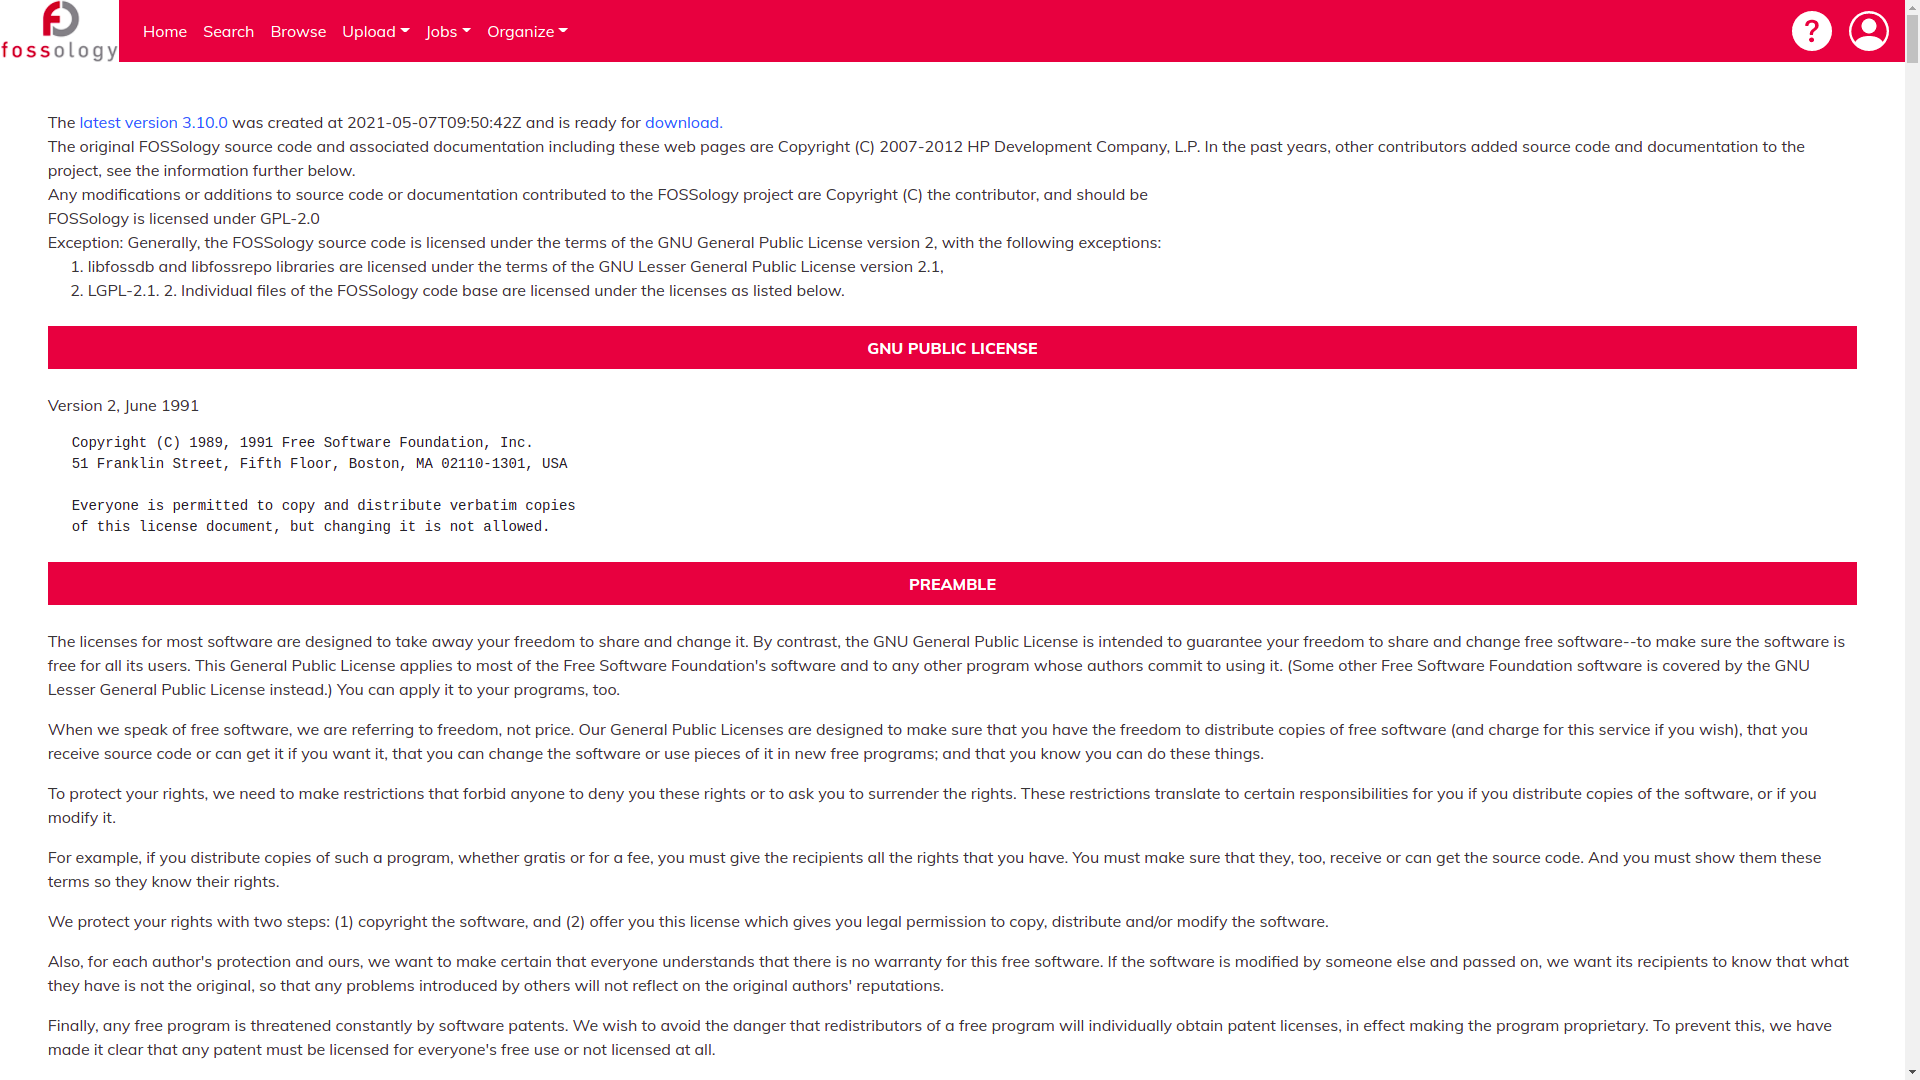 fossology
Home Search Browse Upload Jobs Organize ?
The latest version 3.10.0 was created at 2021-05-07T09:50:42Z and is ready for download.
The original FOSSology source code and associated documentation including these web pages are Copyright (C) 2007-2012 HP Development Company, L.P. In the past years, other contributors added source code and documentation to the
project, see the information further below.
Any modifications or additions to source code or documentation contributed to the FOSSology project are Copyright (C) the contributor, and should be
FOSSology is licensed under GPL-2.0
Exception: Generally, the FOSSology source code is licensed under the terms of the GNU General Public License version 2, with the following exceptions:
1. libfossdb and libfossrepo libraries are licensed under the terms of the GNU Lesser General Public License version 2.1,
2. LGPL-2.1. 2. Individual files of the FOSSology code base are licensed under the licenses as listed below.
GNU PUBLIC LICENSE
Version 2, June 1991
Copyright (C) 1989, 1991 Free Software Foundation, Inc.
51 Franklin Street, Fifth Floor, Boston, MA 02110-1301, USA
Everyone is permitted to copy and distribute verbatim copies
of this license document, but changing it is not allowed.
PREAMBLE
The licenses for most software are designed to take away your freedom to share and change it. By contrast, the GNU General Public License is intended to guarantee your freedom to share and change free software--to make sure the software is
free for all its users. This General Public License applies to most of the Free Software Foundation's software and to any other program whose authors commit to using it. (Some other Free Software Foundation software is covered by the GNU
Lesser General Public License instead.) You can apply it to your programs, too.
When we speak of free software, we are referring to freedom, not price. Our General Public Licenses are designed to make sure that you have the freedom to distribute copies of free software (and charge for this service if you wish), that you
receive source code or can get it if you want it, that you can change the software or use pieces of it in new free programs; and that you know you can do these things.
To protect your rights, we need to make restrictions that forbid anyone to deny you these rights or to ask you to surrender the rights. These restrictions translate to certain responsibilities for you if you distribute copies of the software, or if you
modify it.
For example, if you distribute copies of such a program, whether gratis or for a fee, you must give the recipients all the rights that you have. You must make sure that they, too, receive or can get the source code. And you must show them these
terms so they know their rights.
We protect your rights with two steps: (1) copyright the software, and (2) offer you this license which gives you legal permission to copy, distribute and/or modify the software.
Also, for each author's protection and ours, we want to make certain that everyone understands that there is no warranty for this free software. If the software is modified by someone else and passed on, we want its recipients to know that what
they have is not the original, so that any problems introduced by others will not reflect on the original authors' reputations.
Finally, any free program is threatened constantly by software patents. We wish to avoid the danger that redistributors of a free program will individually obtain patent licenses, in effect making the program proprietary. To prevent this, we have
made it clear that any patent must be licensed for everyone's free use or not licensed at all.